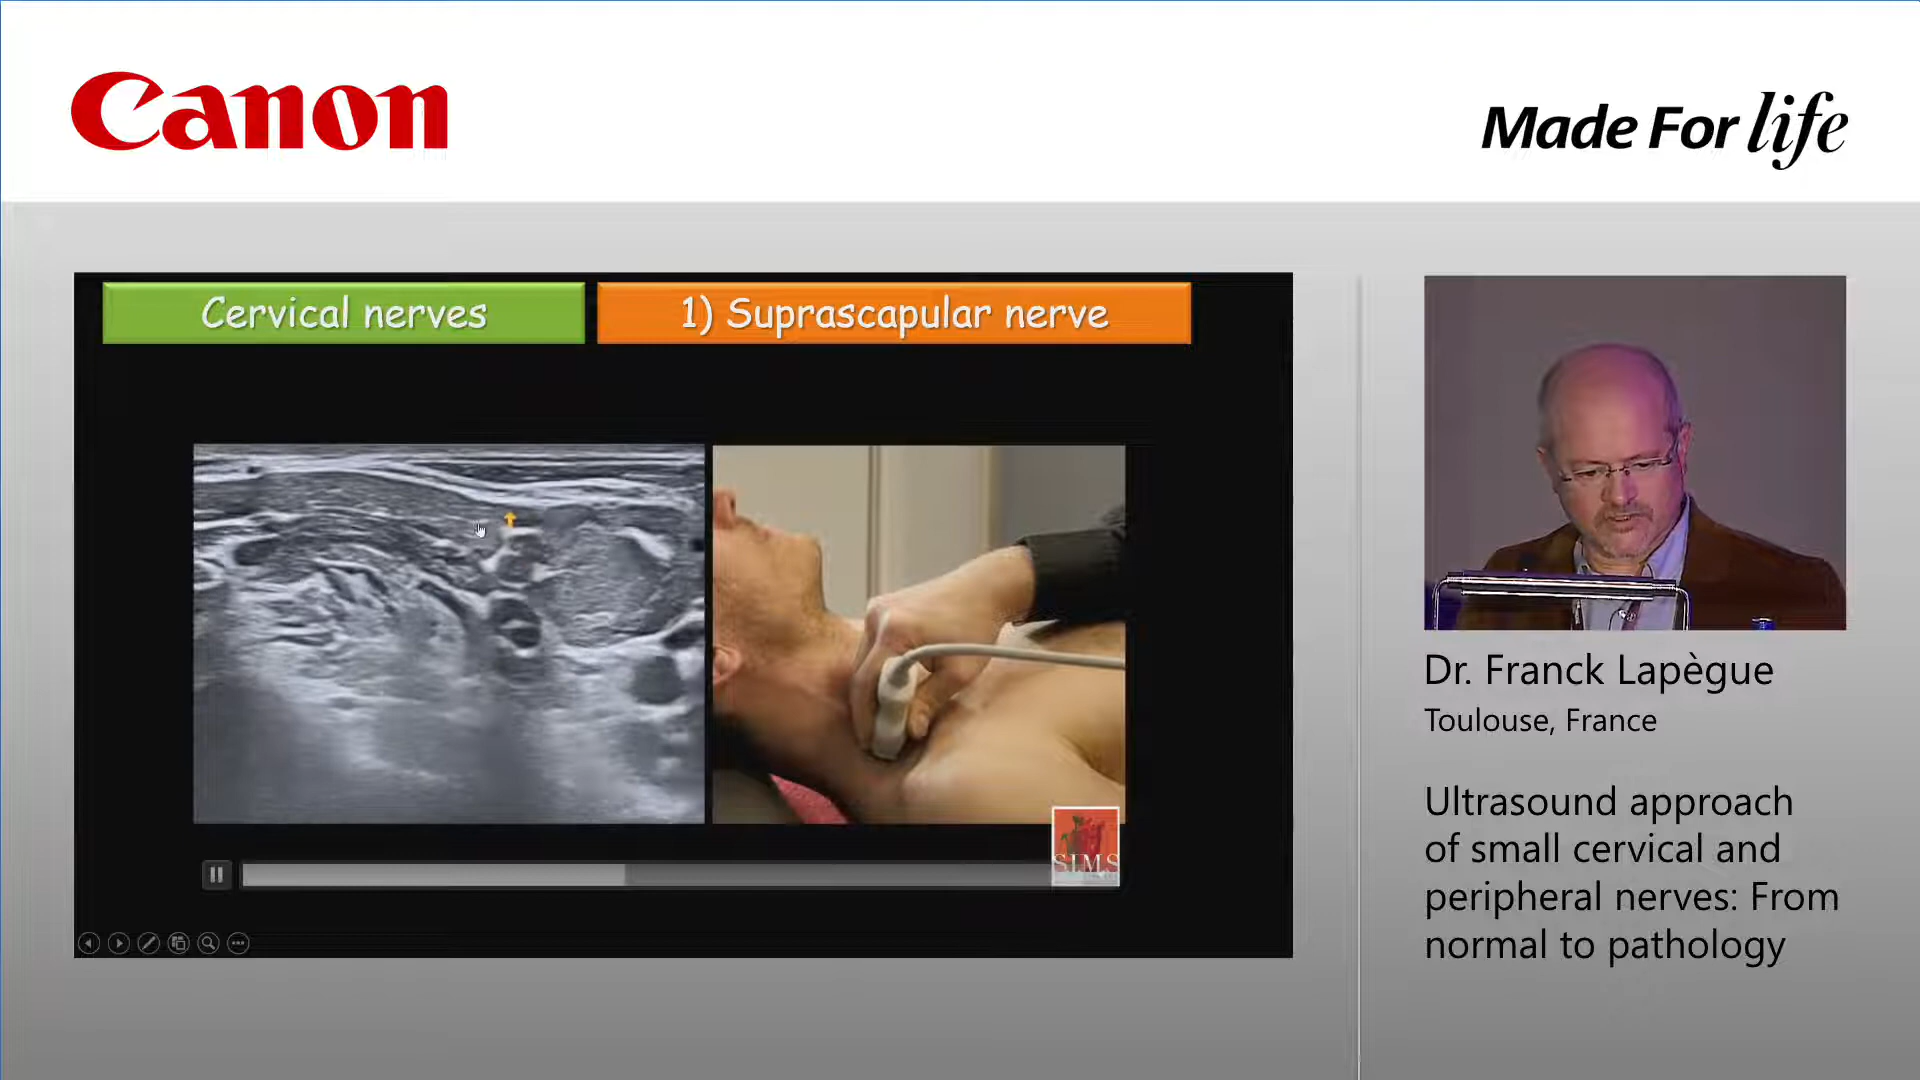 Canon
Made For life
Cervical nerves
1) Suprascapular nerve
SIMS
Dr. Franck Lapègue
Toulouse, France
Ultrasound approach
of small cervical and
peripheral nerves: From
normal to pathology